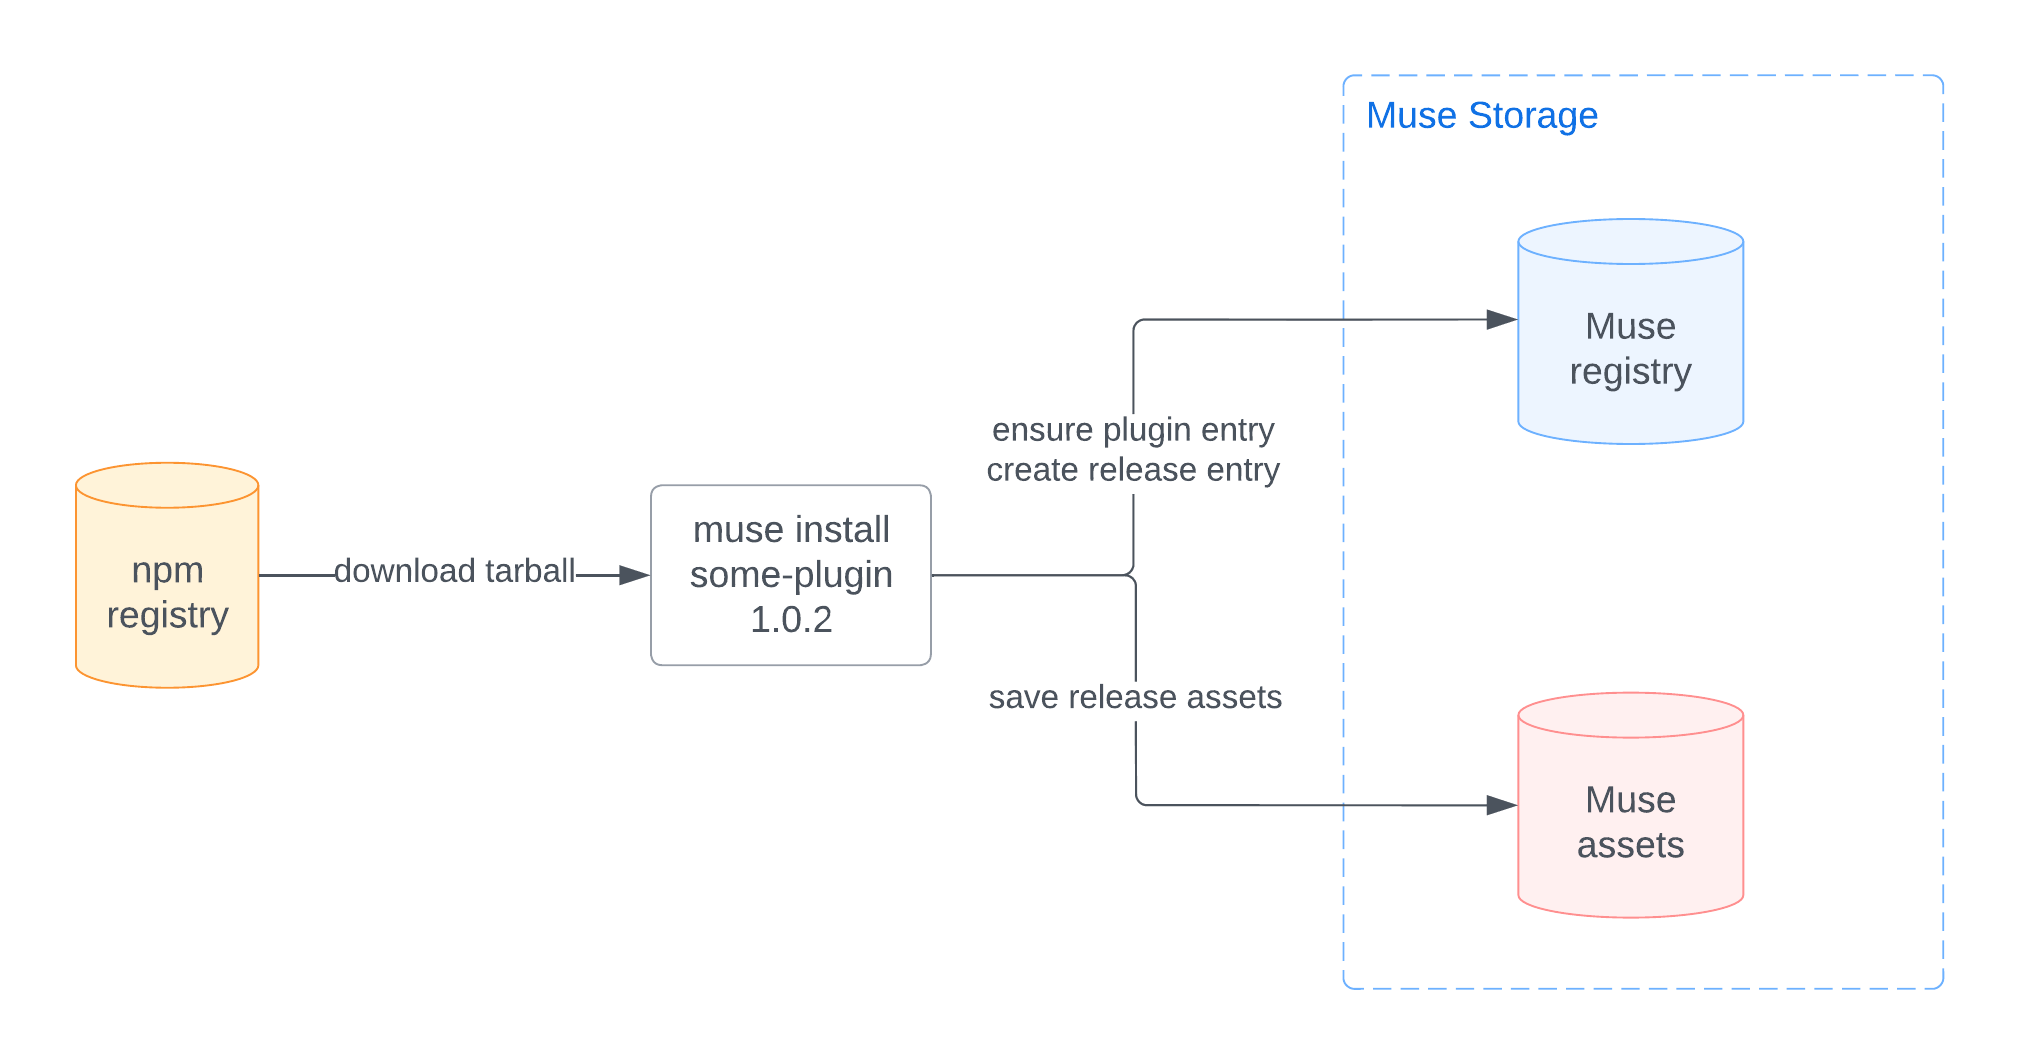 Muse Storage
Muse
registry
ensure plugin entry
create release entry
npm
registry
download tarball
muse install
some-plugin
1.0.2
save release assets
Muse
assets